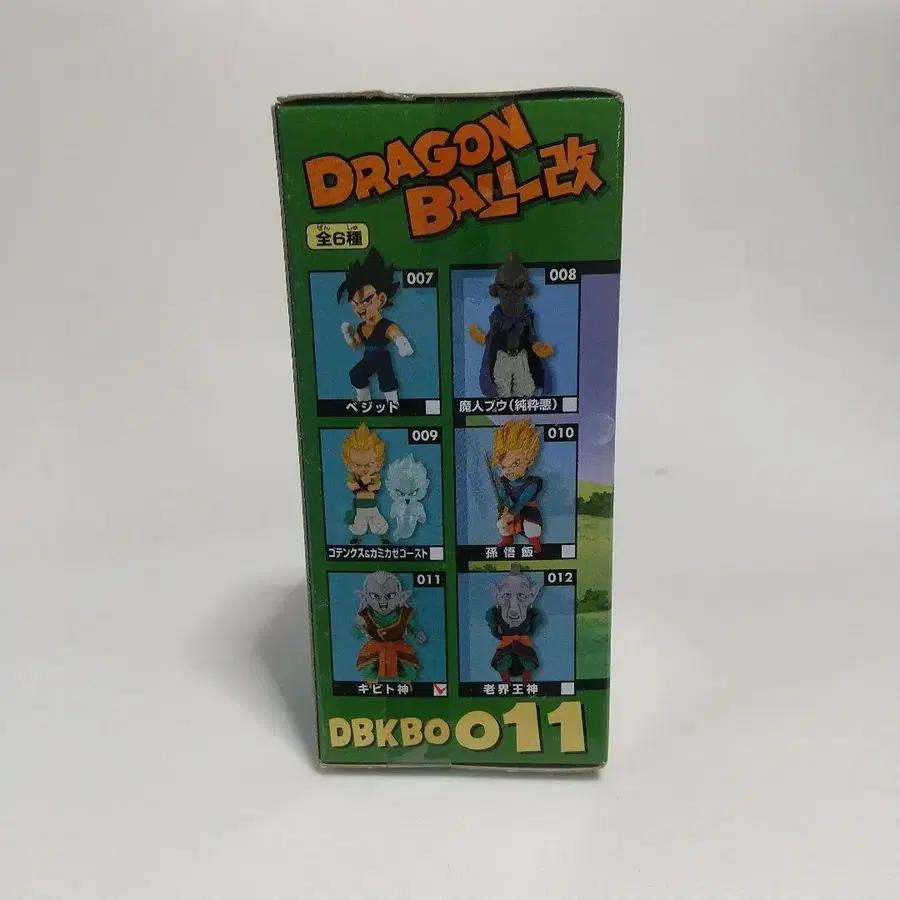 DRAGON
BALL改
ぜん しゅ
全6種
007
ベジット
008
魔人ブウ(純粋悪)
009
ゴテンクス&カミカゼゴースト
010
孫悟飯
011
キビト神
012
老界王神
DBKB0011